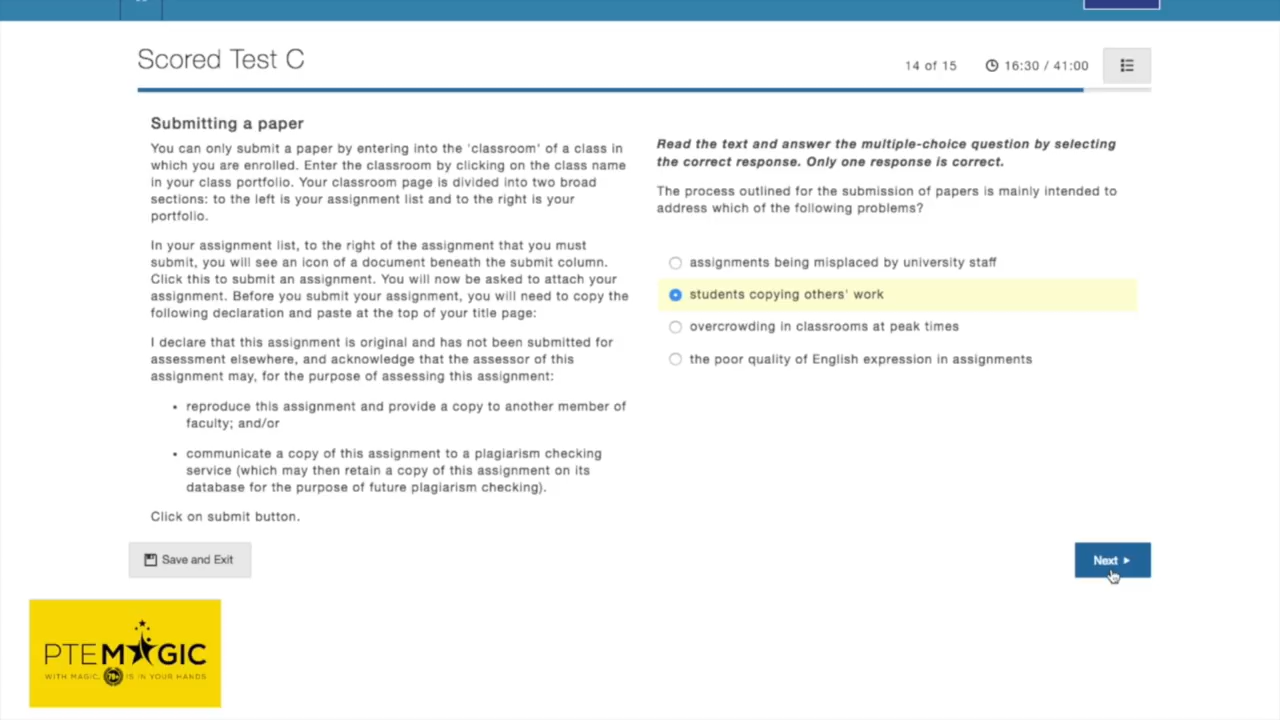 Scored Test C
14 of 15
16:30 / 41:00
Submitting a paper
You can only submit a paper by entering into the 'classroom' of a class in
which you are enrolled. Enter the classroom by clicking on the class name
in your class portfolio. Your classroom page is divided into two broad
sections: to the left is your assignment list and to the right is your
portfolio.
In your assignment list, to the right of the assignment that you must
submit, you will see an icon of a document beneath the submit column.
Click this to submit an assignment. You will now be asked to attach your
assignment. Before you submit your assignment, you will need to copy the
following declaration and paste at the top of your title page:
I declare that this assignment is original and has not been submitted for
assessment elsewhere, and acknowledge that the assessor of this
assignment may, for the purpose of assessing this assignment:
• reproduce this assignment and provide a copy to another member of
faculty; and/or
• communicate a copy of this assignment to a plagiarism checking
service (which may then retain a copy of this assignment on its
database for the purpose of future plagiarism checking).
Click on submit button.
Read the text and answer the multiple-choice question by selecting
the correct response. Only one response is correct.
The process outlined for the submission of papers is mainly intended to
address which of the following problems?
assignments being misplaced by university staff
students copying others' work
overcrowding in classrooms at peak times
the poor quality of English expression in assignments
Save and Exit
Next
PTEMAGIC
WITH MAGIC, 79+ IS IN YOUR HANDS